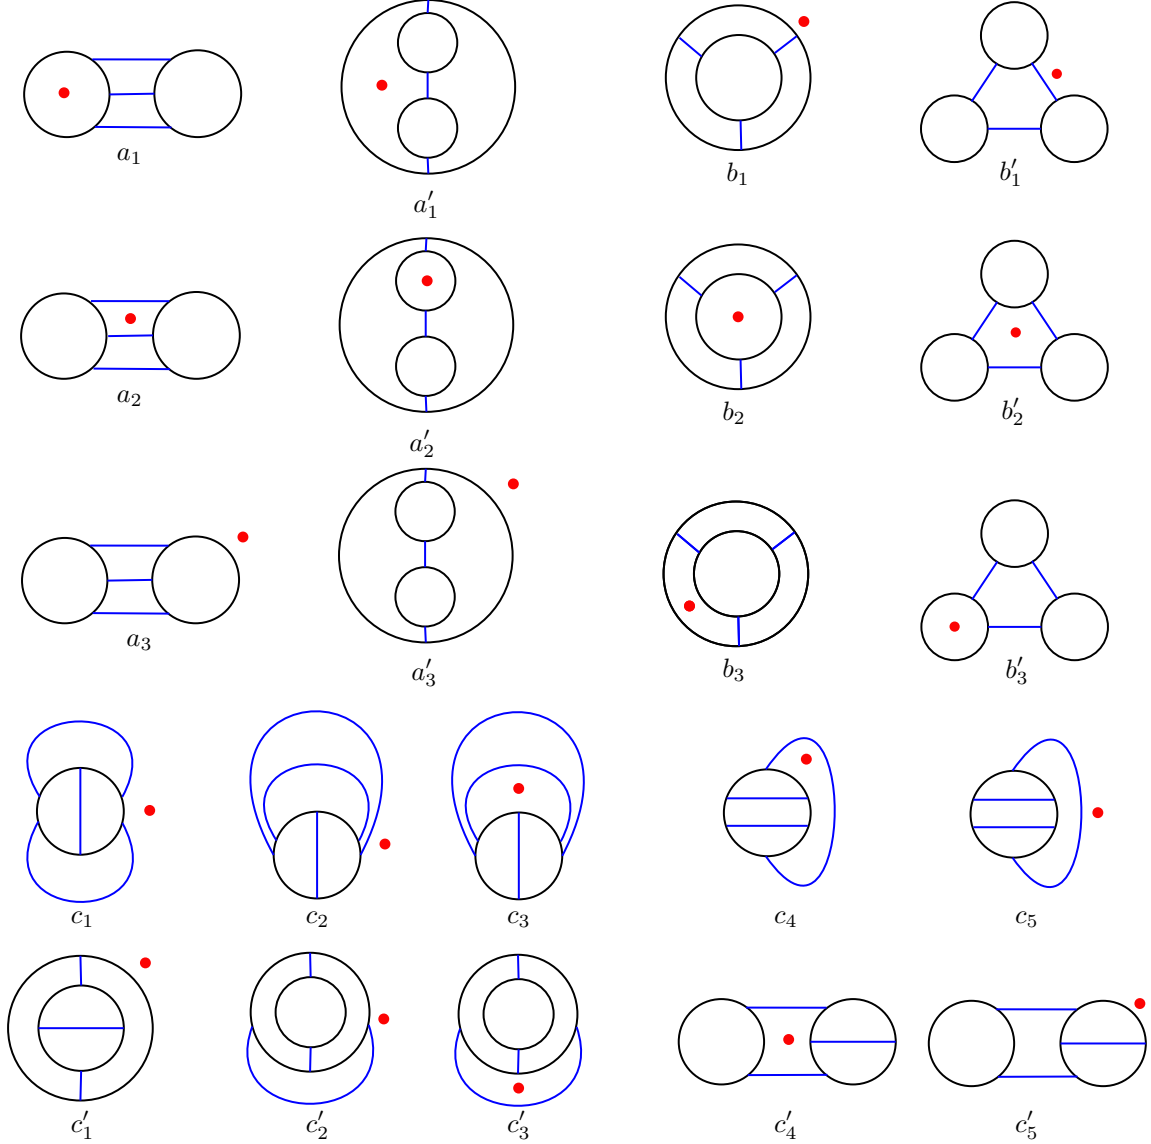 a₁
a′₁
b₁
b′₁
a₂
a′₂
b₂
b′₂
a₃
a′₃
b₃
b′₃
c₁ c₂ c₃ c₄ c₅
c′₁ c′₂ c′₃ c′₄ c′₅